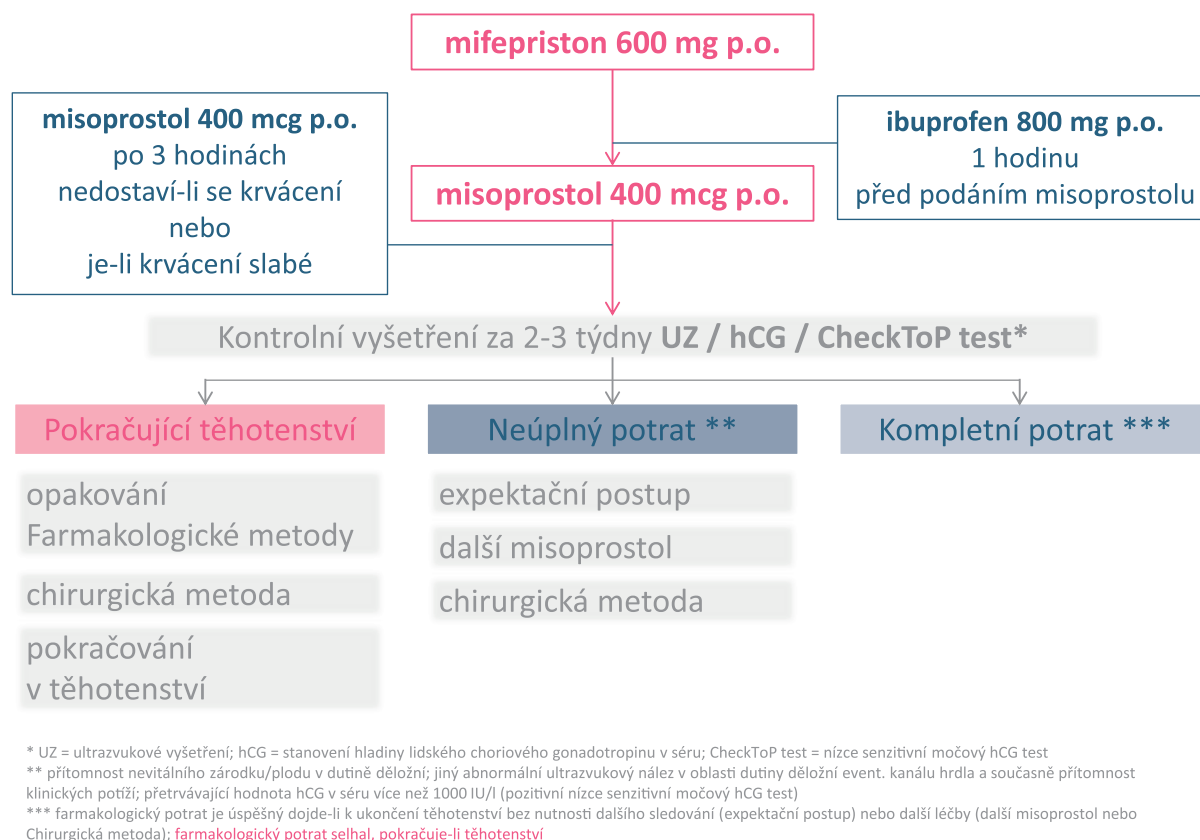 mifepriston 600 mg p.o.
misoprostol 400 mcg p.o.
po 3 hodinách
nedostaví-li se krvácení
nebo
je-li krvácení slabé
ibuprofen 800 mg p.o.
1 hodinu
před podáním misoprostolu
misoprostol 400 mcg p.o.
Kontrolní vyšetření za 2-3 týdny UZ / hCG / CheckToP test*
Pokračující těhotenství
opakování
Farmakologické metody
chirurgická metoda
pokračování
v těhotenství
Neúplný potrat **
expektační postup
další misoprostol
chirurgická metoda
Kompletní potrat ***
* UZ = ultrazvukové vyšetření; hCG = stanovení hladiny lidského choriového gonadotropinu v séru; CheckToP test = nízce senzitivní močový hCG test
** přítomnost nevitálního zárodku/plodu v dutině děložní; jiný abnormální ultrazvukový nález v oblasti dutiny děložní event. kanálu hrdla a současně přítomnost
klinických potíží; přetrvávající hodnota hCG v séru více než 1000 IU/l (pozitivní nízce senzitivní močový hCG test)
*** farmakologický potrat je úspěšný dojde-li k ukončení těhotenství bez nutnosti dalšího sledování (expektační postup) nebo další léčby (další misoprostol nebo
Chirurgická metoda); farmakologický potrat selhal, pokračuje-li těhotenství